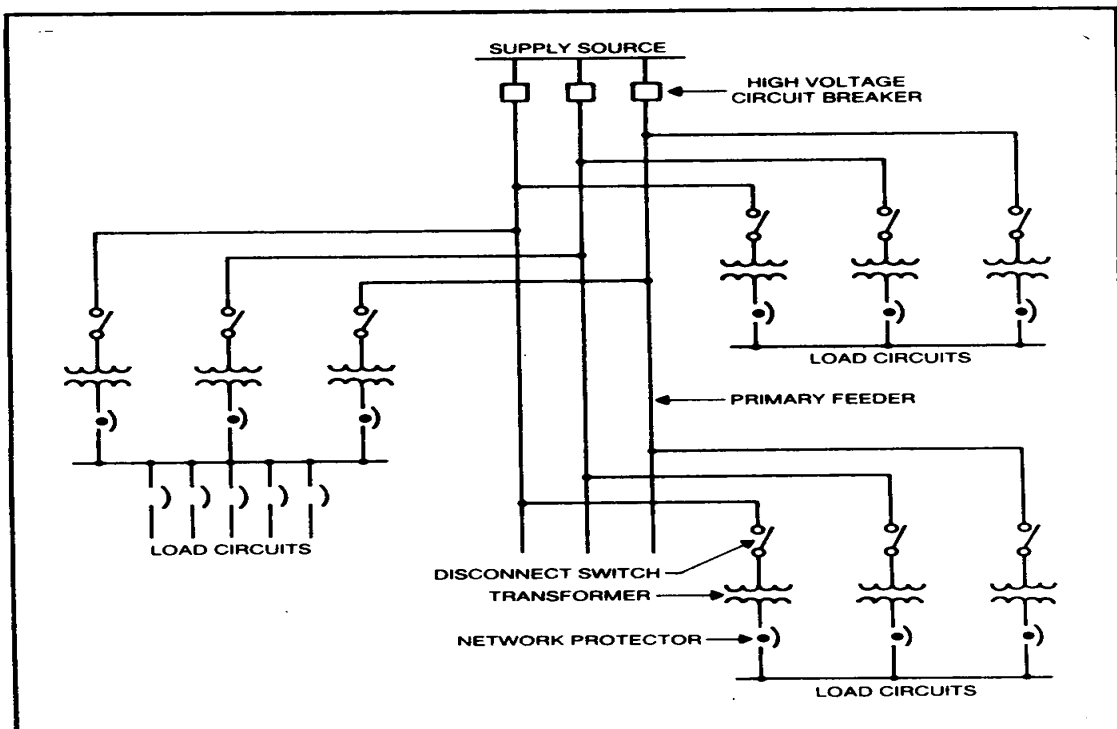 SUPPLY SOURCE
HIGH VOLTAGE
CIRCUIT BREAKER
LOAD CIRCUITS
PRIMARY FEEDER
LOAD CIRCUITS
DISCONNECT SWITCH
TRANSFORMER
NETWORK PROTECTOR
LOAD CIRCUITS